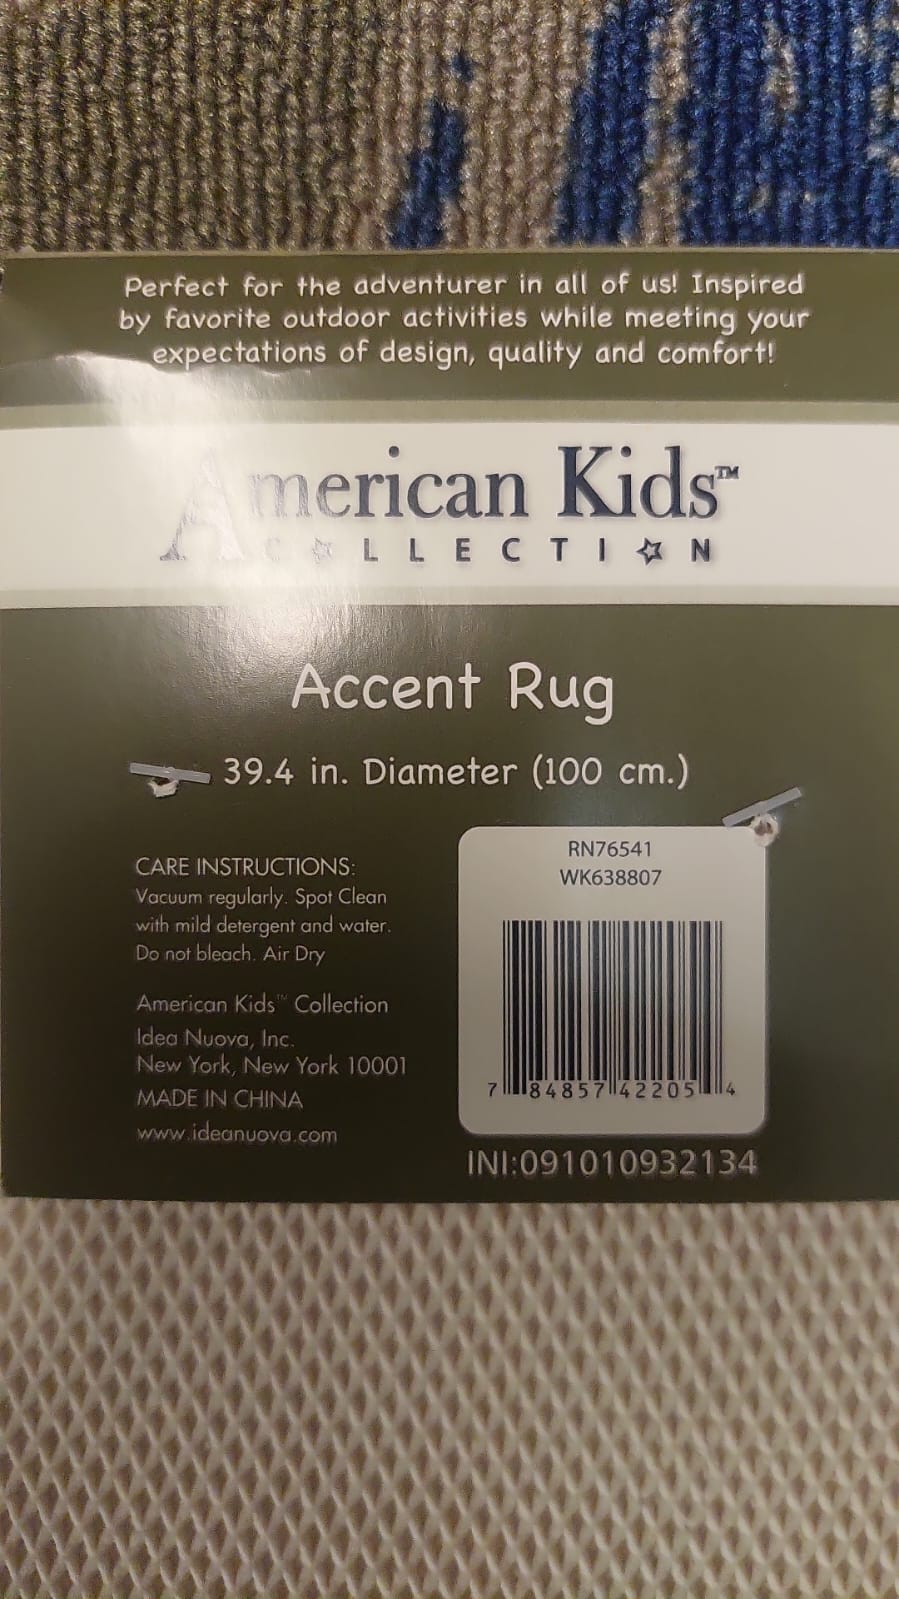 Perfect for the adventurer in all of us! Inspired
by favorite outdoor activities while meeting your
expectations of design, quality and comfort!
American Kids™
COLLECTION
Accent Rug
39.4 in. Diameter (100 cm.)
CARE INSTRUCTIONS:
Vacuum regularly. Spot Clean
with mild detergent and water.
Do not bleach. Air Dry
American Kids™ Collection
Idea Nuova, Inc.
New York, New York 10001
MADE IN CHINA
www.ideanuova.com
RN76541
WK638807
7 84857 42205 4
INI:091010932134